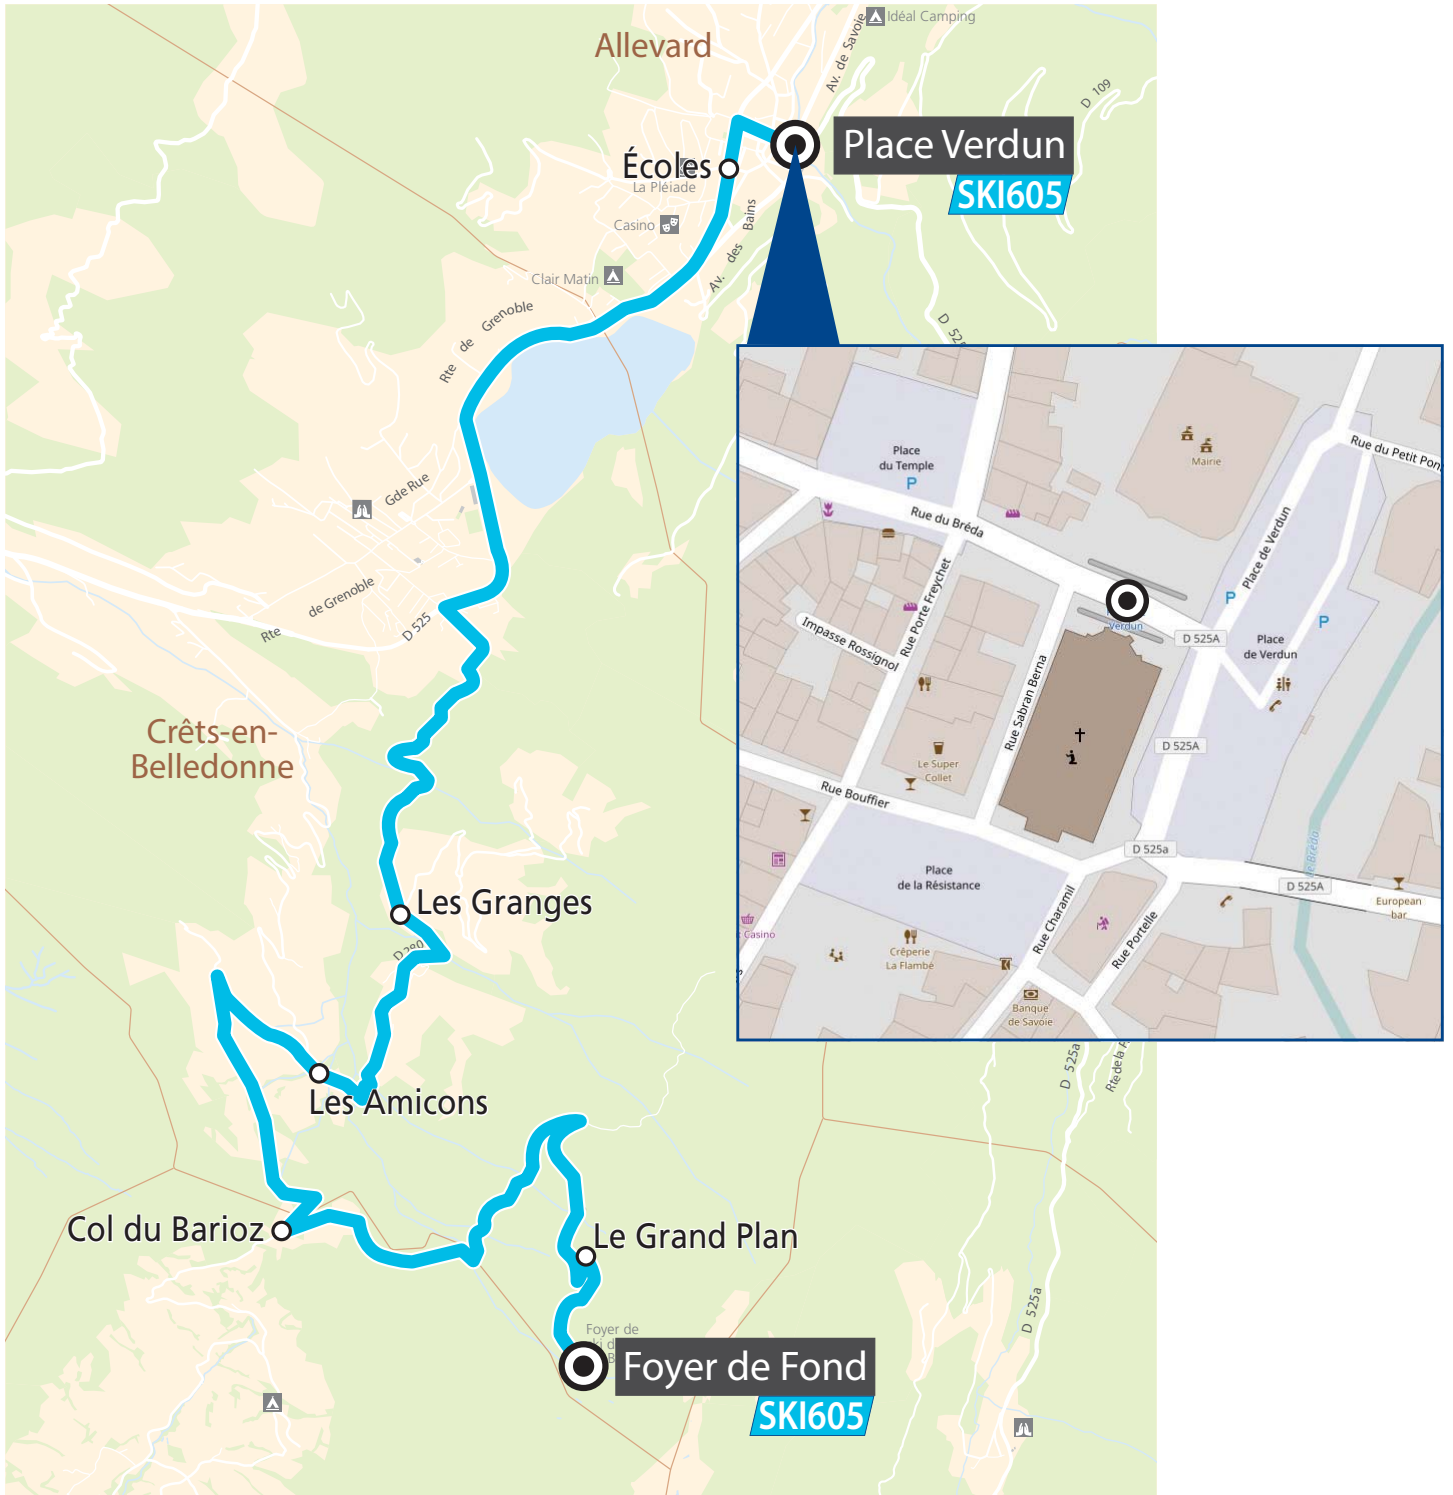 Idéal Camping
Allevard
Av. de Savoie
D 109
Place Verdun
SKI605
Écoles
La Pléiade
Casino
Av. des Bains
Clair Matin
Rte de Grenoble
Gde Rue
Rte de Grenoble
D 525
Crêts-en-
Belledonne
Les Granges
Les Amicons
Col du Barioz
Le Grand Plan
Foyer de
Foyer de Fond
SKI605
D 525a
D 525a
Place
du Temple
P
Mairie
Rue du Petit Pont
Rue du Bréda
Place de Verdun
Rue Porte Freychet
P
P
Verdun
Impasse Rossignol
D 525A
Place
de Verdun
Rue Sabran Berna
D 525A
Le Super
Collet
Rue Bouffier
D 525a
Place
de la Résistance
D 525A
European
bar
Casino
Rue Charamil
Rue Portelle
Crêperie
La Flambé
Banque
de Savoie